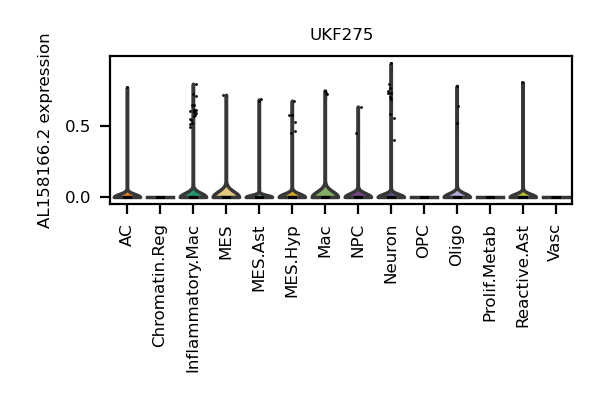 UKF275
AL158166.2 expression
0.5
0.0
AC
Chromatin.Reg
Inflammatory.Mac
MES
MES.Ast
MES.Hyp
Mac
NPC
Neuron
OPC
Oligo
Prolif.Metab
Reactive.Ast
Vasc